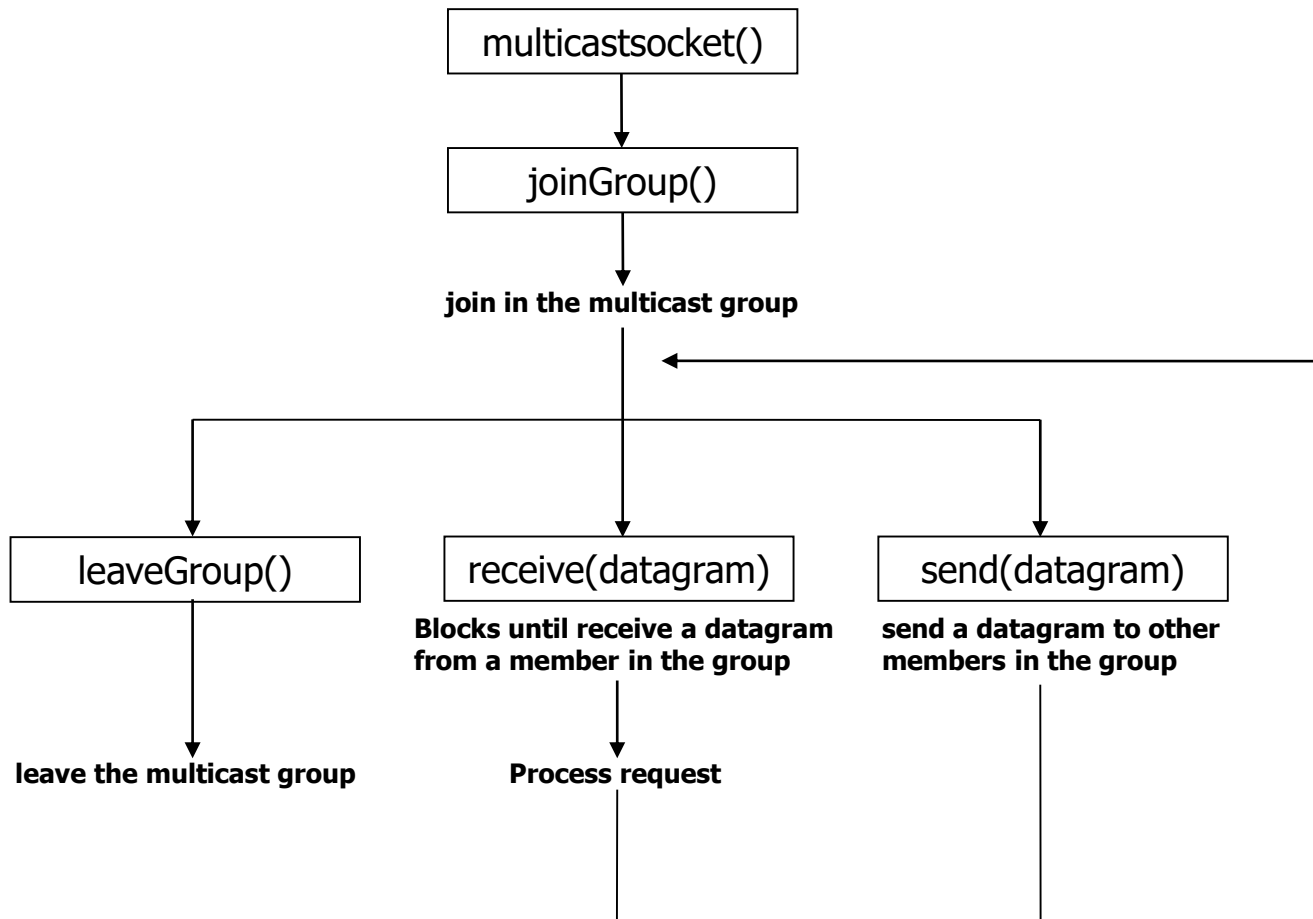 multicastsocket()
joinGroup()
join in the multicast group
leaveGroup()
receive(datagram)
send(datagram)
Blocks until receive a datagram
from a member in the group
send a datagram to other
members in the group
leave the multicast group
Process request